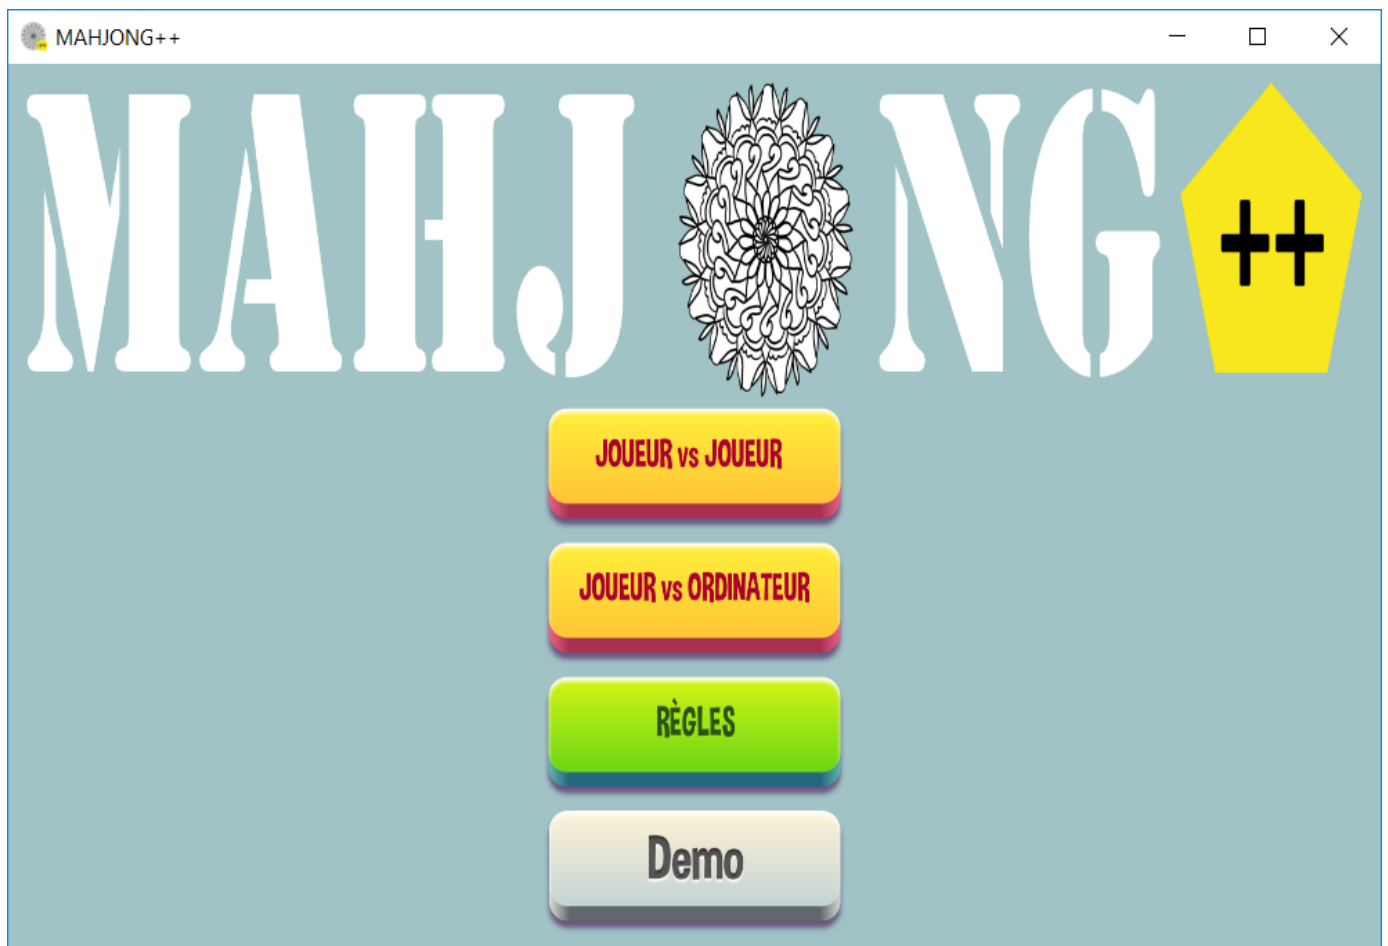 MAHJONG++
MAHJ NG ++
JOUEUR vs JOUEUR
JOUEUR vs ORDINATEUR
RÈGLES
Demo